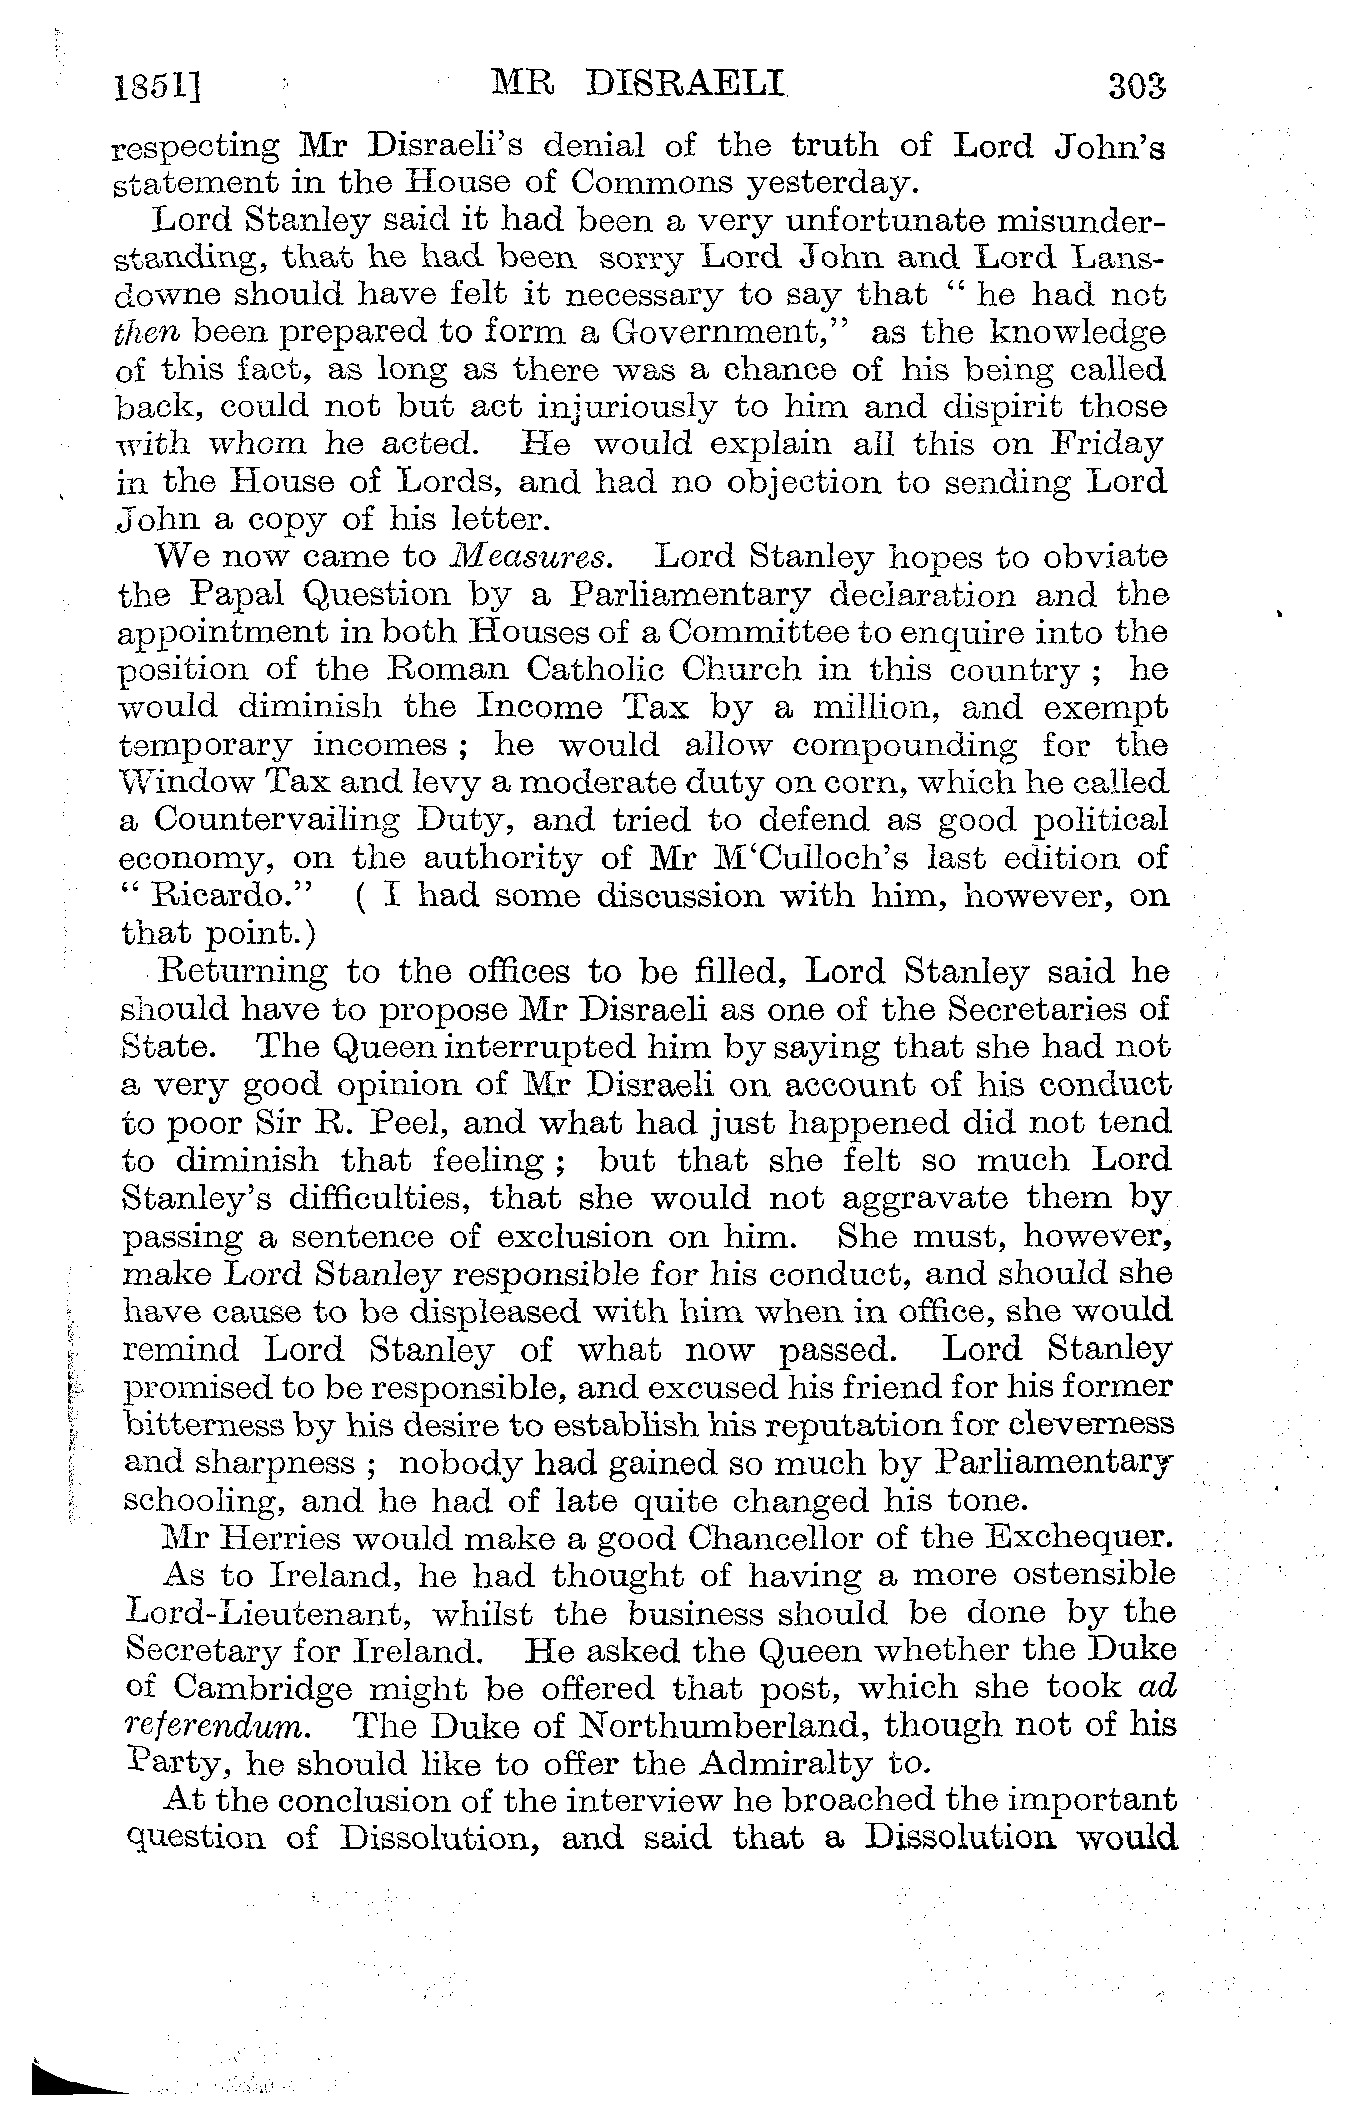 1851] MR DISRAELI 303
respecting Mr Disraeli's denial of the truth of Lord John's
statement in the House of Commons yesterday.
Lord Stanley said it had been a very unfortunate misunder-
standing, that he had been sorry Lord John and Lord Lans-
downe should have felt it necessary to say that “ he had not
then been prepared to form a Government,” as the knowledge
of this fact, as long as there was a chance of his being called
back, could not but act injuriously to him and dispirit those
with whom he acted. He would explain all this on Friday
in the House of Lords, and had no objection to sending Lord
John a copy of his letter.
We now came to Measures. Lord Stanley hopes to obviate
the Papal Question by a Parliamentary declaration and the
appointment in both Houses of a Committee to enquire into the
position of the Roman Catholic Church in this country ; he
would diminish the Income Tax by a million, and exempt
temporary incomes ; he would allow compounding for the
Window Tax and levy a moderate duty on corn, which he called
a Countervailing Duty, and tried to defend as good political
economy, on the authority of Mr M‘Culloch's last edition of
“ Ricardo.” ( I had some discussion with him, however, on
that point.)
Returning to the offices to be filled, Lord Stanley said he
should have to propose Mr Disraeli as one of the Secretaries of
State. The Queen interrupted him by saying that she had not
a very good opinion of Mr Disraeli on account of his conduct
to poor Sir R. Peel, and what had just happened did not tend
to diminish that feeling ; but that she felt so much Lord
Stanley's difficulties, that she would not aggravate them by
passing a sentence of exclusion on him. She must, however,
make Lord Stanley responsible for his conduct, and should she
have cause to be displeased with him when in office, she would
remind Lord Stanley of what now passed. Lord Stanley
promised to be responsible, and excused his friend for his former
bitterness by his desire to establish his reputation for cleverness
and sharpness ; nobody had gained so much by Parliamentary
schooling, and he had of late quite changed his tone.
Mr Herries would make a good Chancellor of the Exchequer.
As to Ireland, he had thought of having a more ostensible
Lord-Lieutenant, whilst the business should be done by the
Secretary for Ireland. He asked the Queen whether the Duke
of Cambridge might be offered that post, which she took ad
referendum. The Duke of Northumberland, though not of his
Party, he should like to offer the Admiralty to.
At the conclusion of the interview he broached the important
question of Dissolution, and said that a Dissolution would